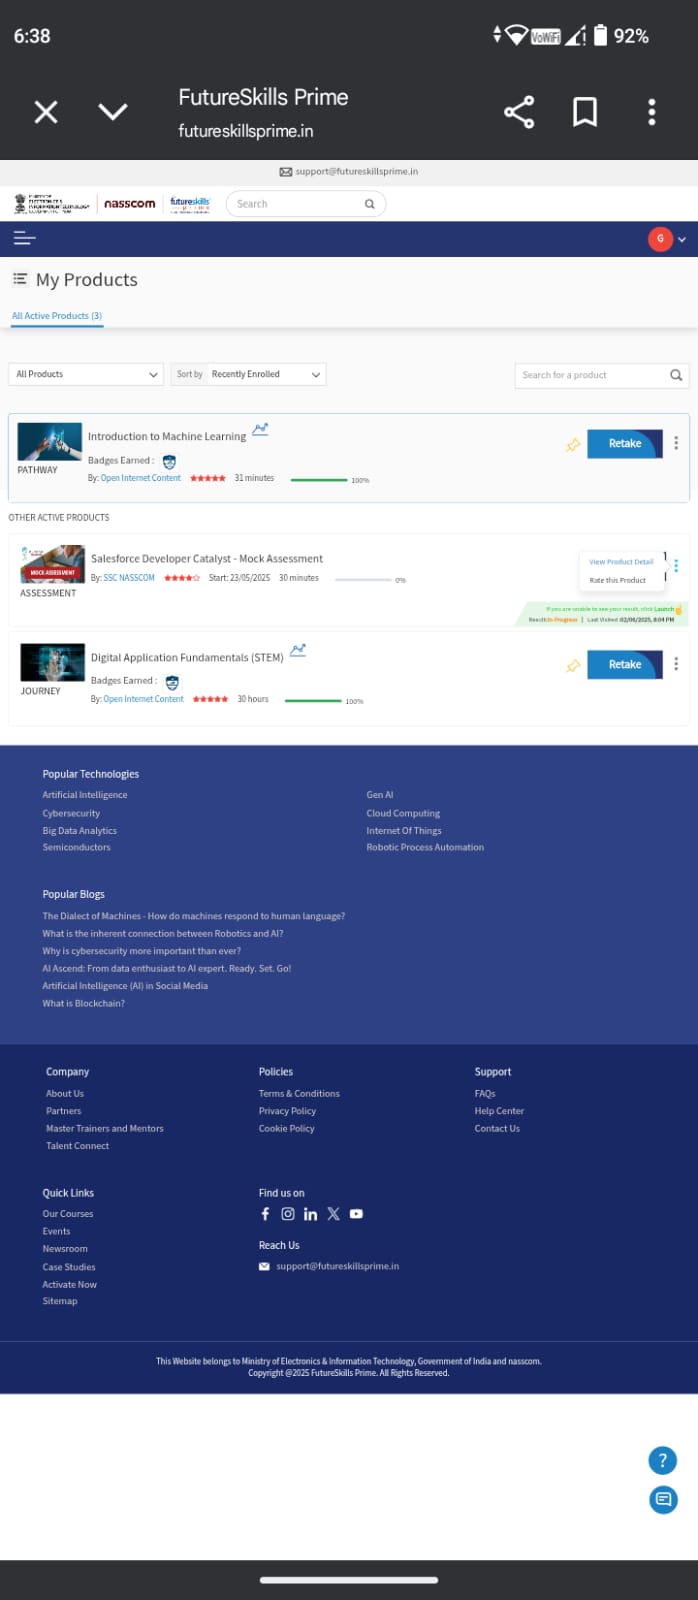 6:38
VoWiFi 92%
FutureSkills Prime
futureskillsprime.in
support@futureskillsprime.in
nasscom
futureskills
Search
G
My Products
All Active Products (3)
All Products
Sort by Recently Enrolled
Search for a product
Introduction to Machine Learning
Retake
Badges Earned :
PATHWAY
By: Open Internet Content 31 minutes 100%
OTHER ACTIVE PRODUCTS
Salesforce Developer Catalyst - Mock Assessment
View Product Detail
MOCK ASSESSMENT
By: SSC NASSCOM Start: 23/05/2025 30 minutes 0%
Rate this Product
ASSESSMENT
If you are unable to see your result, click Launch
Result:In-Progress | Last Visited 02/06/2025, 8:04 PM
Digital Application Fundamentals (STEM)
Retake
Badges Earned :
JOURNEY
By: Open Internet Content 30 hours 100%
Popular Technologies
Artificial Intelligence Gen AI
Cybersecurity Cloud Computing
Big Data Analytics Internet Of Things
Semiconductors Robotic Process Automation
Popular Blogs
The Dialect of Machines - How do machines respond to human language?
What is the inherent connection between Robotics and AI?
Why is cybersecurity more important than ever?
AI Ascend: From data enthusiast to AI expert. Ready. Set. Go!
Artificial Intelligence (AI) in Social Media
What is Blockchain?
Company Policies Support
About Us Terms & Conditions FAQs
Partners Privacy Policy Help Center
Master Trainers and Mentors Cookie Policy Contact Us
Talent Connect
Quick Links Find us on
Our Courses
Events
Newsroom Reach Us
Case Studies support@futureskillsprime.in
Activate Now
Sitemap
This Website belongs to Ministry of Electronics & Information Technology, Government of India and nasscom.
Copyright @2025 FutureSkills Prime. All Rights Reserved.
?